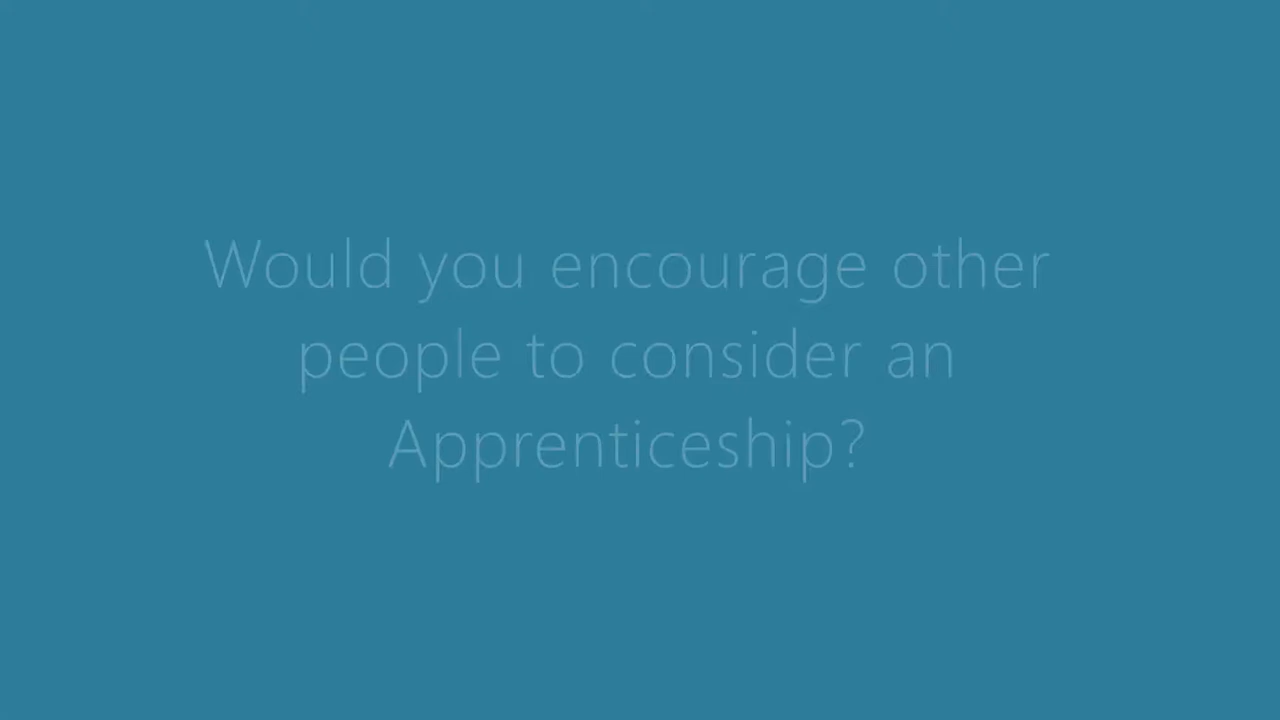 Would you encourage other
people to consider an
Apprenticeship?